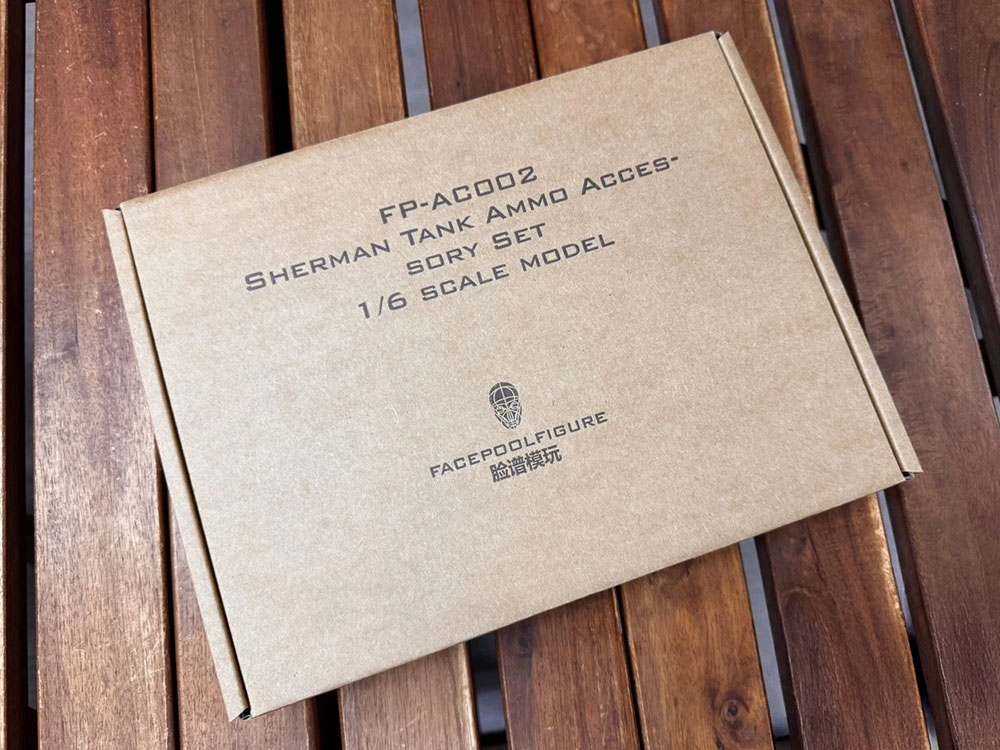 FP-AC002
Sherman Tank Ammo Acces-
sory Set
1/6 scale model
FACEPOOLFIGURE
脸谱模玩